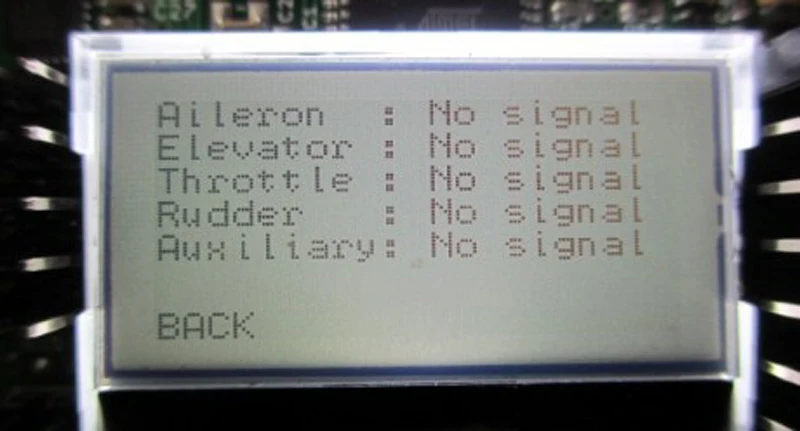 Aileron : No signal
Elevator : No signal
Throttle : No signal
Rudder : No signal
Auxiliary: No signal
BACK